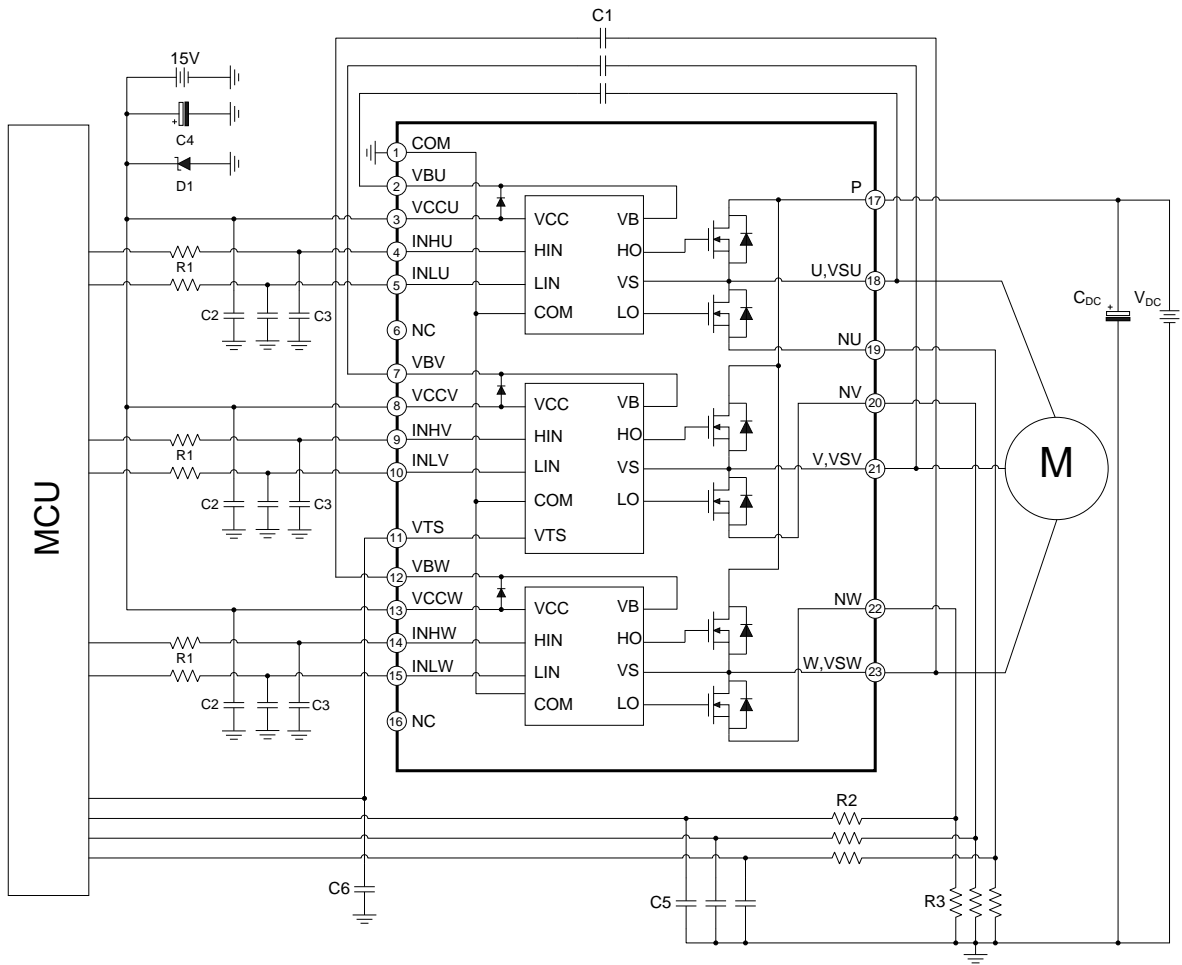 C1
15V
C4
D1
MCU
R1
C2
C3
R1
C2
C3
R1
C2
C3
1 COM
2 VBU
3 VCCU
4 INHU
5 INLU
6 NC
7 VBV
8 VCCV
9 INHV
10 INLV
11 VTS
12 VBW
13 VCCW
14 INHW
15 INLW
16 NC
VCC VB
HIN HO
LIN VS
COM LO
VCC VB
HIN HO
LIN VS
COM LO
VTS
VCC VB
HIN HO
LIN VS
COM LO
P 17
U,VSU 18
NU 19
NV 20
V,VSV 21
NW 22
W,VSW 23
CDC + VDC
M
R2
C6
C5
R3